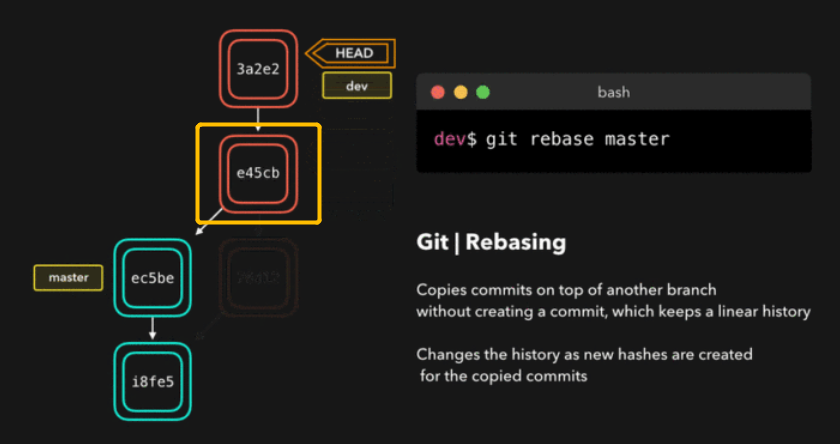 3a2e2
HEAD
dev
e45cb
master
ec5be
i8fe5
bash
dev$ git rebase master
Git | Rebasing
Copies commits on top of another branch
without creating a commit, which keeps a linear history
Changes the history as new hashes are created
for the copied commits